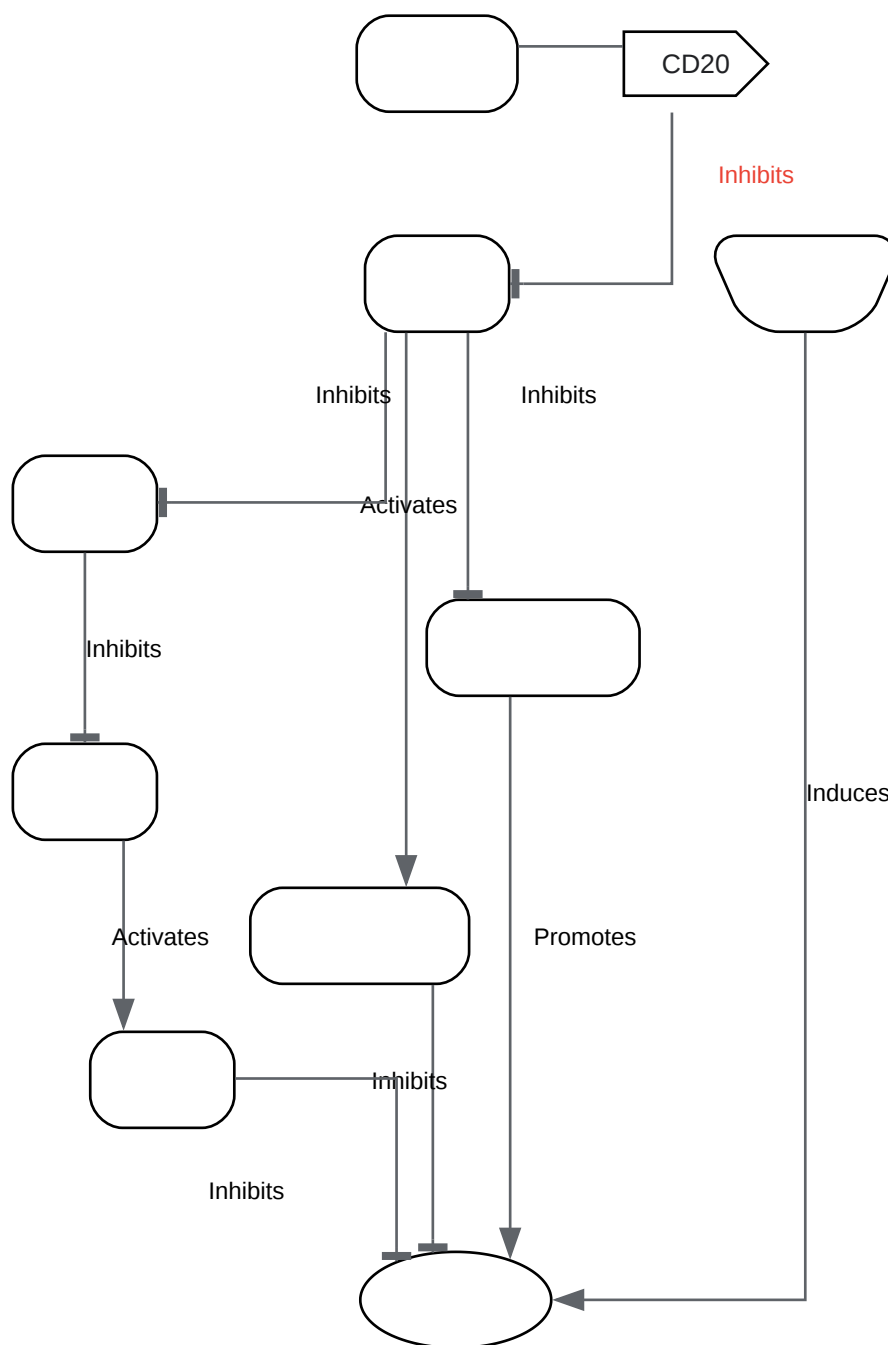 CD20
Inhibits
Inhibits
Inhibits
Activates
Inhibits
Induces
Activates
Promotes
Inhibits
Inhibits